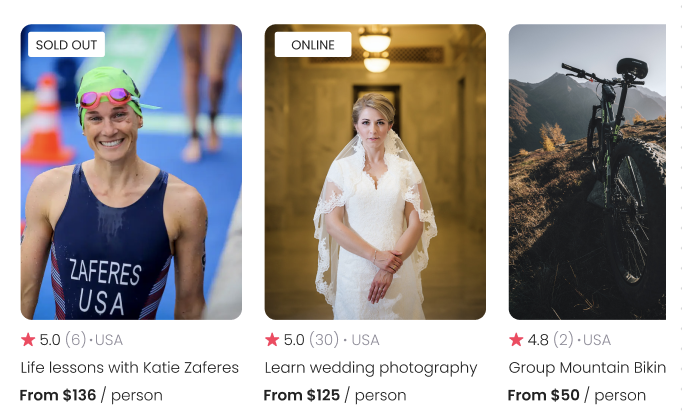 SOLD OUT
ONLINE
ZAFERES
USA
5.0 (6) • USA
5.0 (30) • USA
4.8 (2) • USA
Life lessons with Katie Zaferes
Learn wedding photography
Group Mountain Bikin
From $136 / person
From $125 / person
From $50 / person